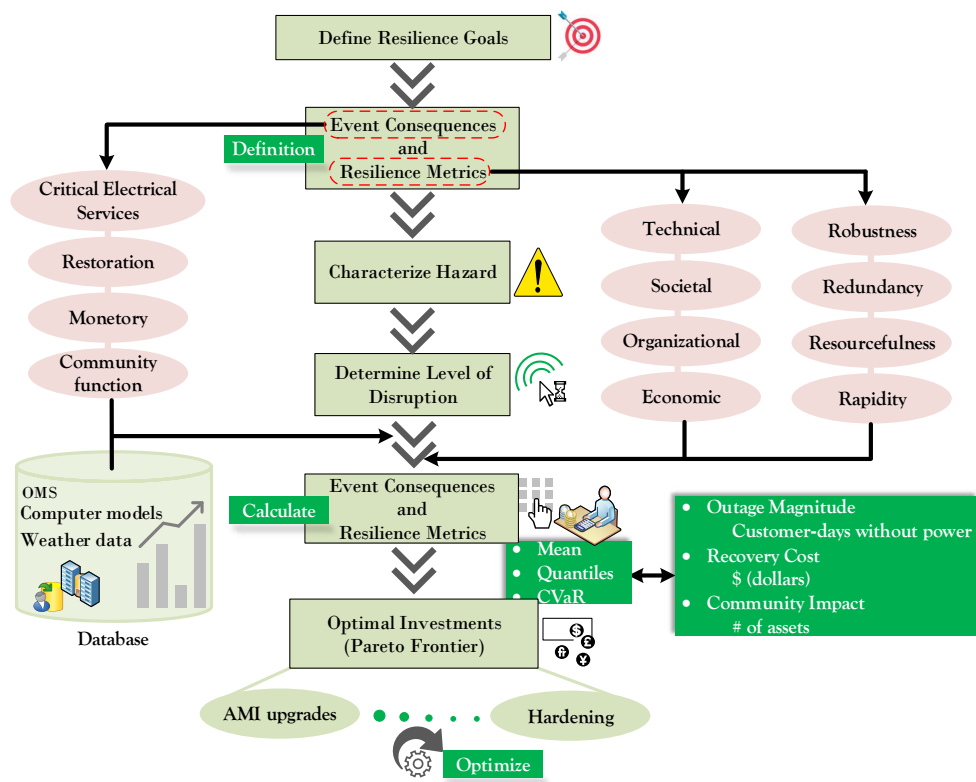 Define Resilience Goals
Event Consequences
and
Resilience Metrics
Definition
Critical Electrical
Services
Restoration
Monetory
Community
function
Technical
Societal
Organizational
Economic
Robustness
Redundancy
Resourcefulness
Rapidity
Characterize Hazard
Determine Level of
Disruption
OMS
Computer models
Weather data
Database
Event Consequences
and
Resilience Metrics
Calculate
• Mean
• Quantiles
• CVaR
• Outage Magnitude
Customer-days without power
• Recovery Cost
$ (dollars)
• Community Impact
# of assets
Optimal Investments
(Pareto Frontier)
AMI upgrades
Hardening
Optimize